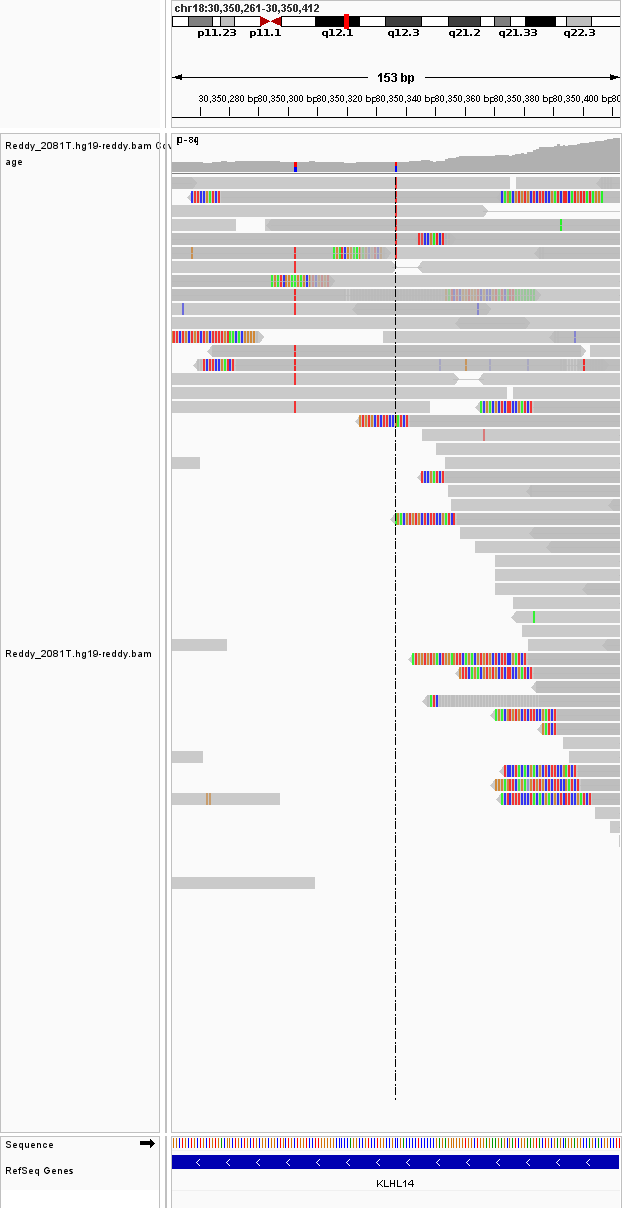 chr18:30,350,261-30,350,412
p11.23 p11.1 q12.1 q12.3 q21.2 q21.33 q22.3
153 bp
30,350,280 bp 30,350,300 bp 30,350,320 bp 30,350,340 bp 30,350,360 bp 30,350,380 bp 30,350,400 bp
Reddy_2081T.hg19-reddy.bam Cov
age
[0-84]
Reddy_2081T.hg19-reddy.bam
Sequence
RefSeq Genes
KLHL14